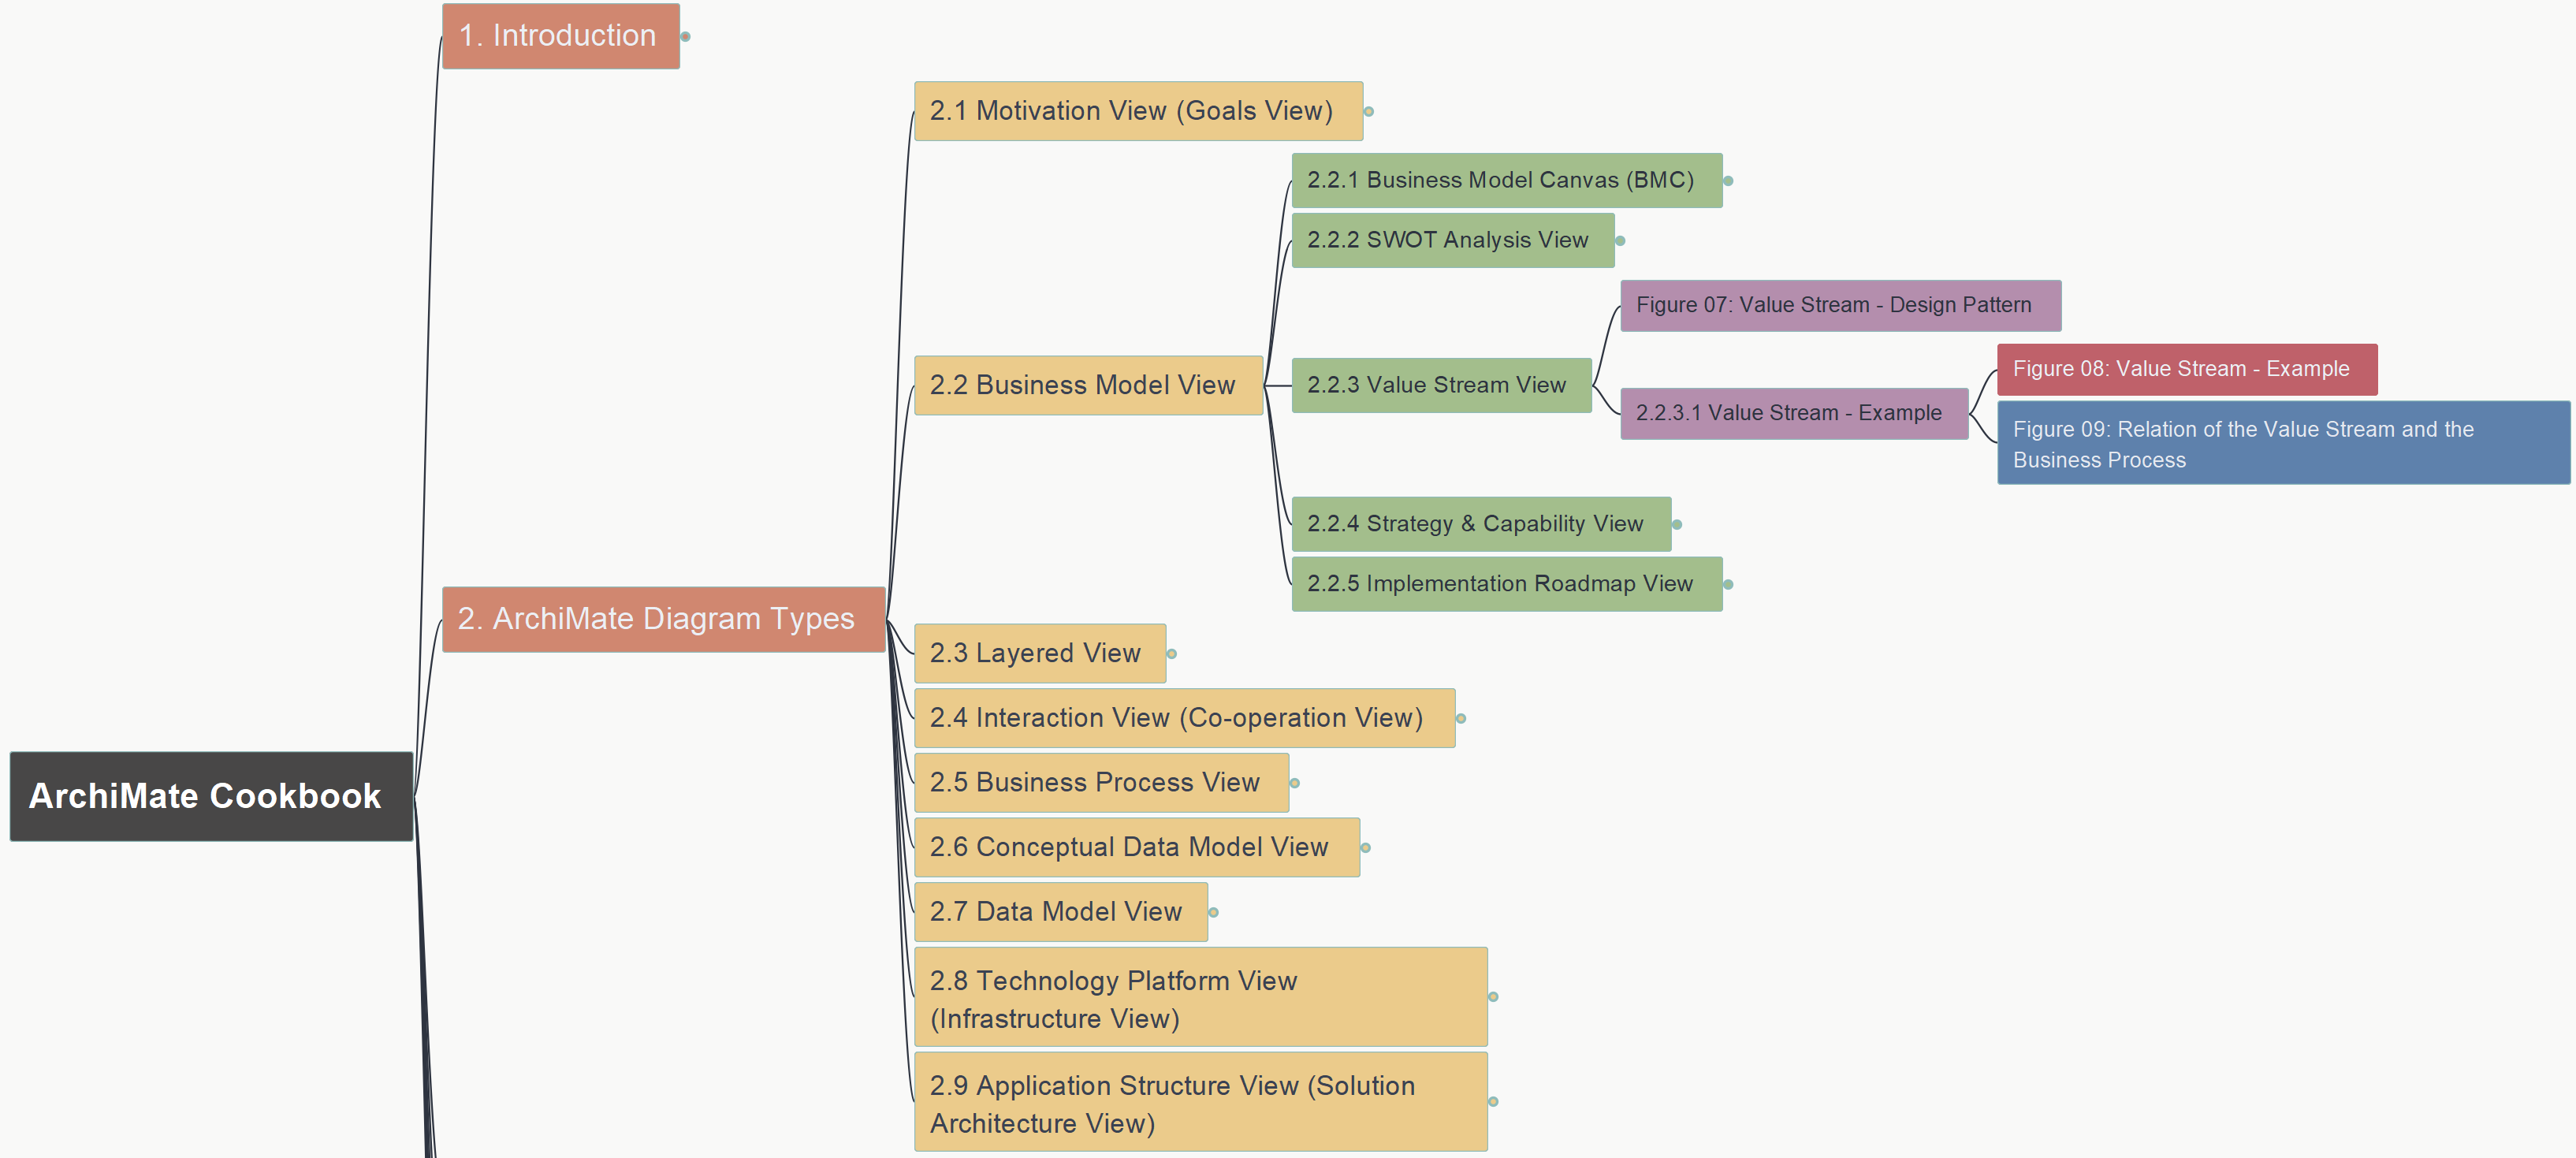 1. Introduction
2.1 Motivation View (Goals View)
2.2.1 Business Model Canvas (BMC)
2.2.2 SWOT Analysis View
Figure 07: Value Stream - Design Pattern
Figure 08: Value Stream - Example
2.2 Business Model View
2.2.3 Value Stream View
2.2.3.1 Value Stream - Example
Figure 09: Relation of the Value Stream and the
Business Process
2.2.4 Strategy & Capability View
2.2.5 Implementation Roadmap View
2. ArchiMate Diagram Types
2.3 Layered View
2.4 Interaction View (Co-operation View)
ArchiMate Cookbook
2.5 Business Process View
2.6 Conceptual Data Model View
2.7 Data Model View
2.8 Technology Platform View
(Infrastructure View)
2.9 Application Structure View (Solution
Architecture View)